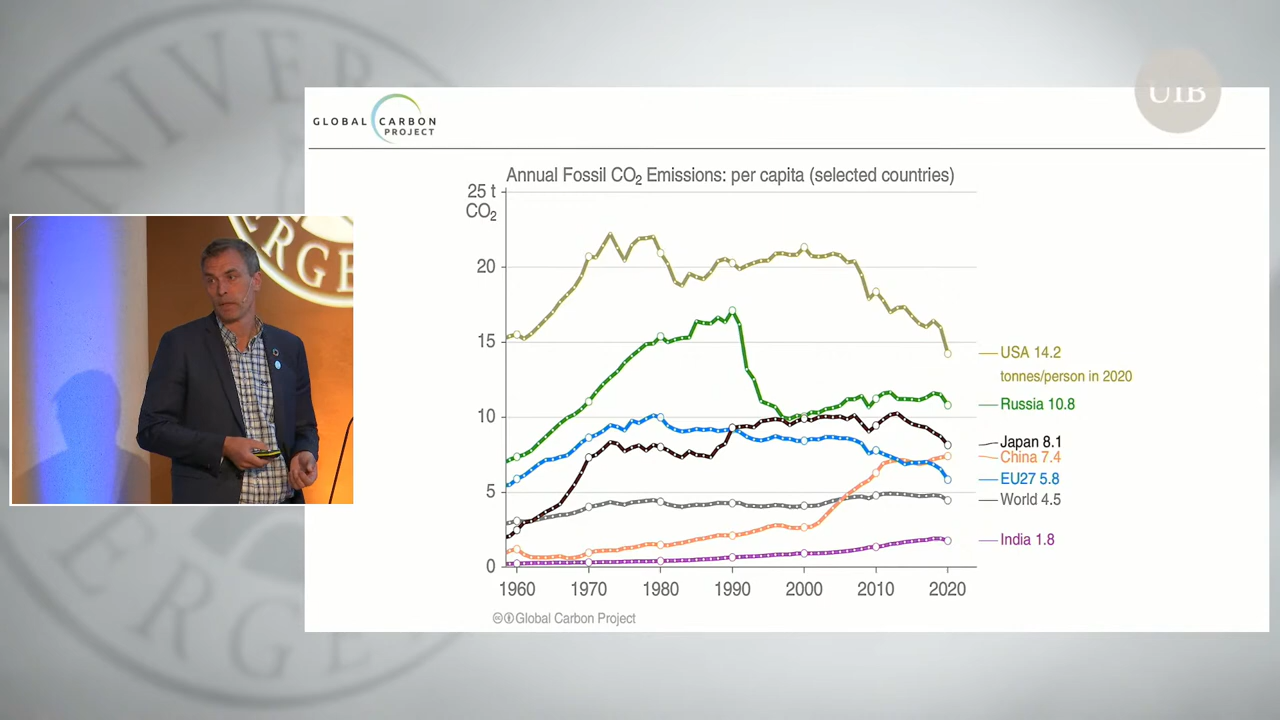 UIB
GLOBAL CARBON
PROJECT
Annual Fossil CO₂ Emissions: per capita (selected countries)
25 t
CO₂
20
15
10
5
0
1960 1970 1980 1990 2000 2010 2020
USA 14.2
tonnes/person in 2020
Russia 10.8
Japan 8.1
China 7.4
EU27 5.8
World 4.5
India 1.8
Global Carbon Project